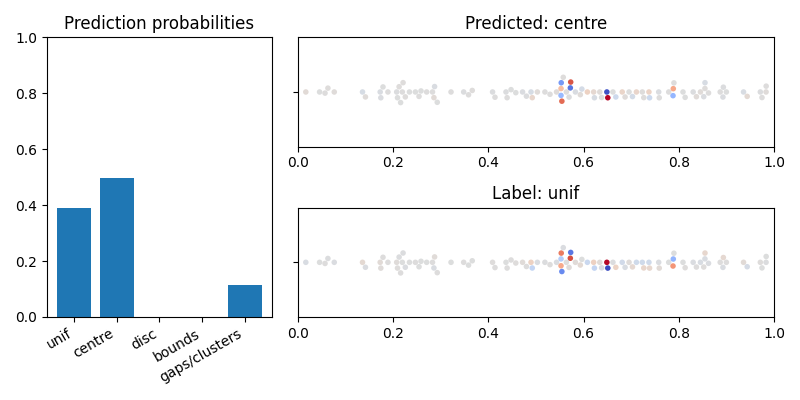 Prediction probabilities
1.0
0.8
0.6
0.4
0.2
0.0
unif
centre
disc
bounds
gaps/clusters
Predicted: centre
0.0 0.2 0.4 0.6 0.8 1.0
Label: unif
0.0 0.2 0.4 0.6 0.8 1.0